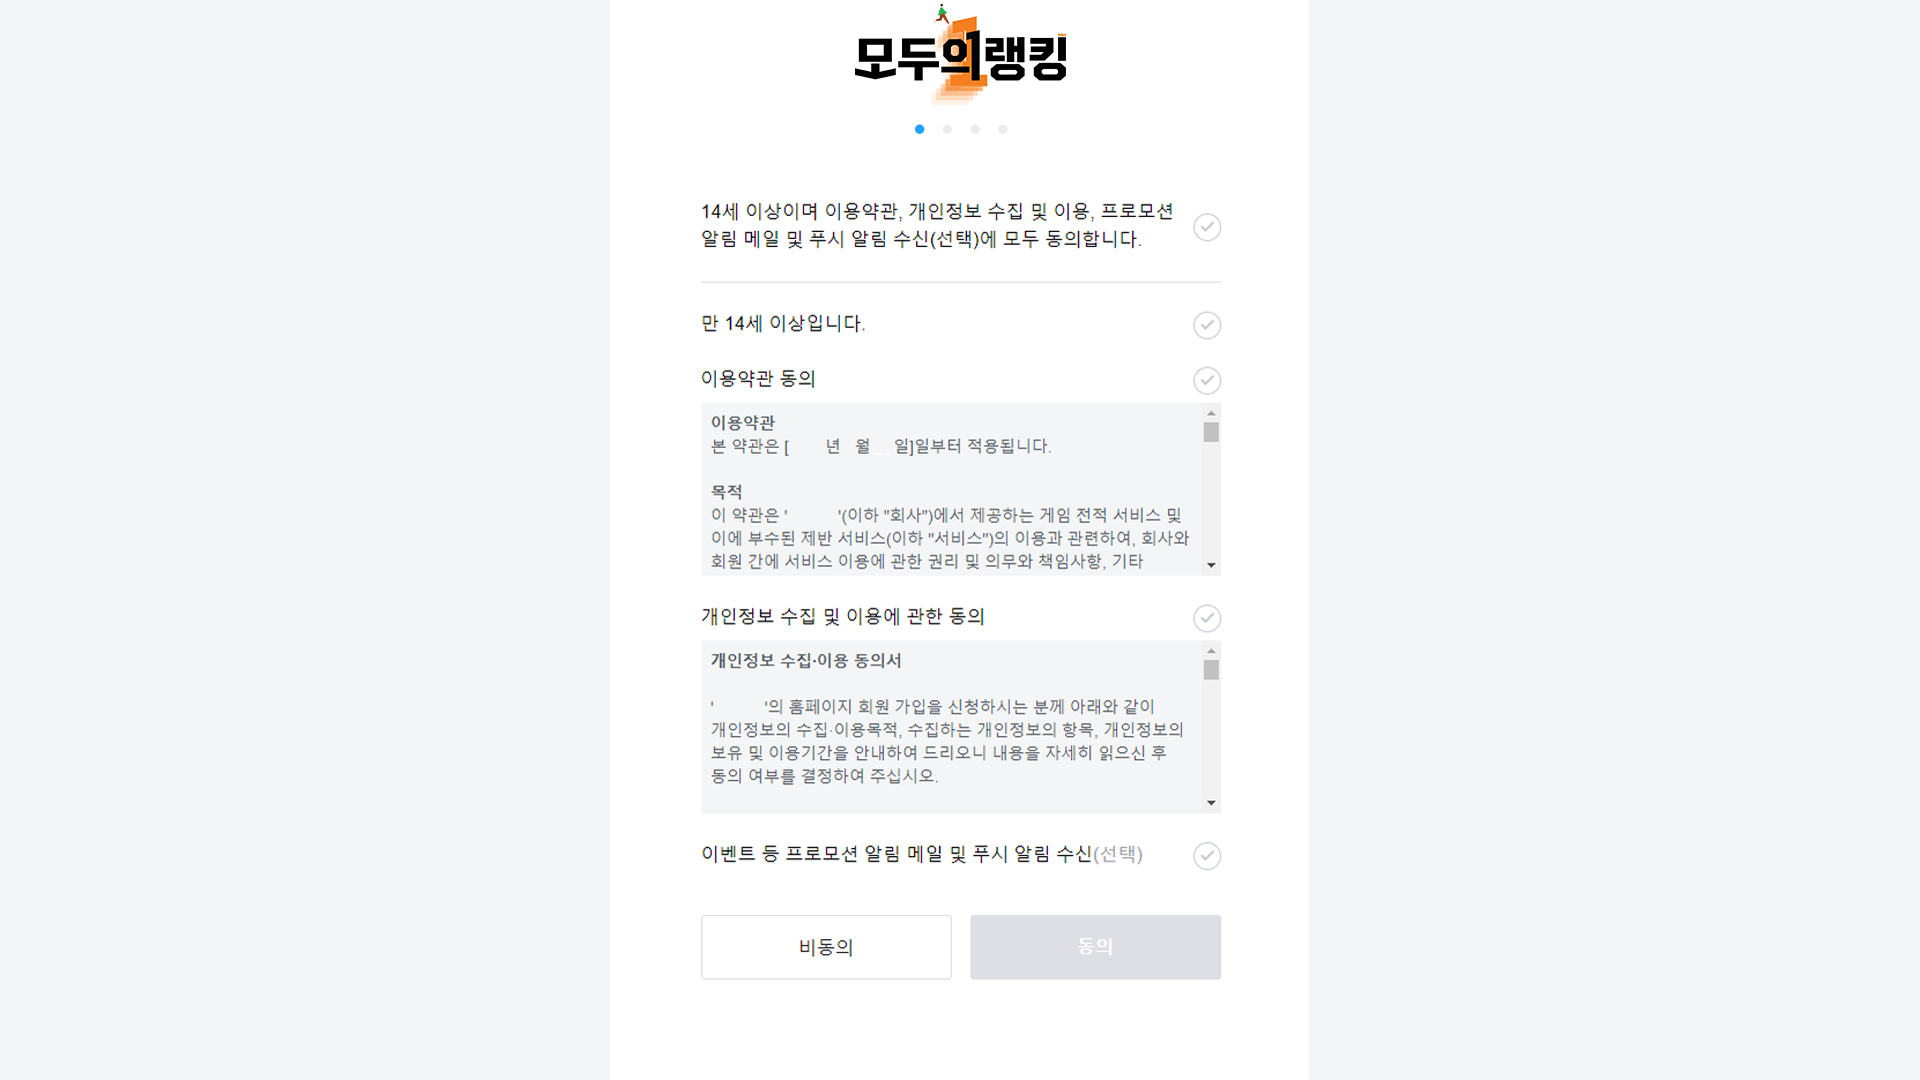 모두의랭킹
14세 이상이며 이용약관, 개인정보 수집 및 이용, 프로모션
알림 메일 및 푸시 알림 수신(선택)에 모두 동의합니다.
만 14세 이상입니다.
이용약관 동의
이용약관
본 약관은 [ 년 월 일]일부터 적용됩니다.
목적
이 약관은 ' '(이하 "회사")에서 제공하는 게임 전적 서비스 및
이에 부수된 제반 서비스(이하 "서비스")의 이용과 관련하여, 회사와
회원 간에 서비스 이용에 관한 권리 및 의무와 책임사항, 기타
개인정보 수집 및 이용에 관한 동의
개인정보 수집·이용 동의서
' '의 홈페이지 회원 가입을 신청하시는 분께 아래와 같이
개인정보의 수집·이용목적, 수집하는 개인정보의 항목, 개인정보의
보유 및 이용기간을 안내하여 드리오니 내용을 자세히 읽으신 후
동의 여부를 결정하여 주십시오.
이벤트 등 프로모션 알림 메일 및 푸시 알림 수신(선택)
비동의
동의